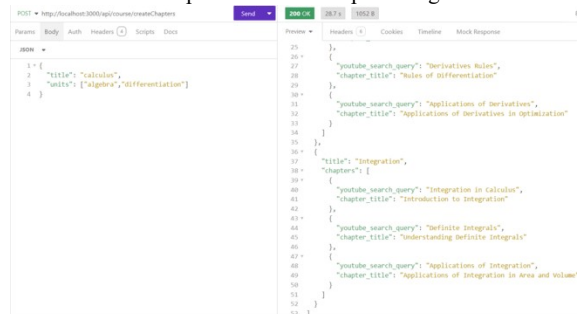 POST ▾ http://localhost:3000/api/course/createChapters
Send
Params Body Auth Headers 4 Scripts Docs
JSON
1 {
2 "title": "calculus",
3 "units": ["algebra","differentiation"]
4 }
200 OK 28.7 s 1052 B
Preview Headers Cookies Timeline Mock Response
25 },
26 {
27 "youtube_search_query": "Derivatives Rules",
28 "chapter_title": "Rules of Differentiation"
29 },
30 {
31 "youtube_search_query": "Applications of Derivatives",
32 "chapter_title": "Applications of Derivatives in Optimization"
33 }
34 ]
35 },
36 {
37 "title": "Integration",
38 "chapters": [
39 {
40 "youtube_search_query": "Integration in Calculus",
41 "chapter_title": "Introduction to Integration"
42 },
43 {
44 "youtube_search_query": "Definite Integrals",
45 "chapter_title": "Understanding Definite Integrals"
46 },
47 {
48 "youtube_search_query": "Applications of Integration",
49 "chapter_title": "Applications of Integration in Area and Volume"
50 }
51 ]
52 }
53 ]